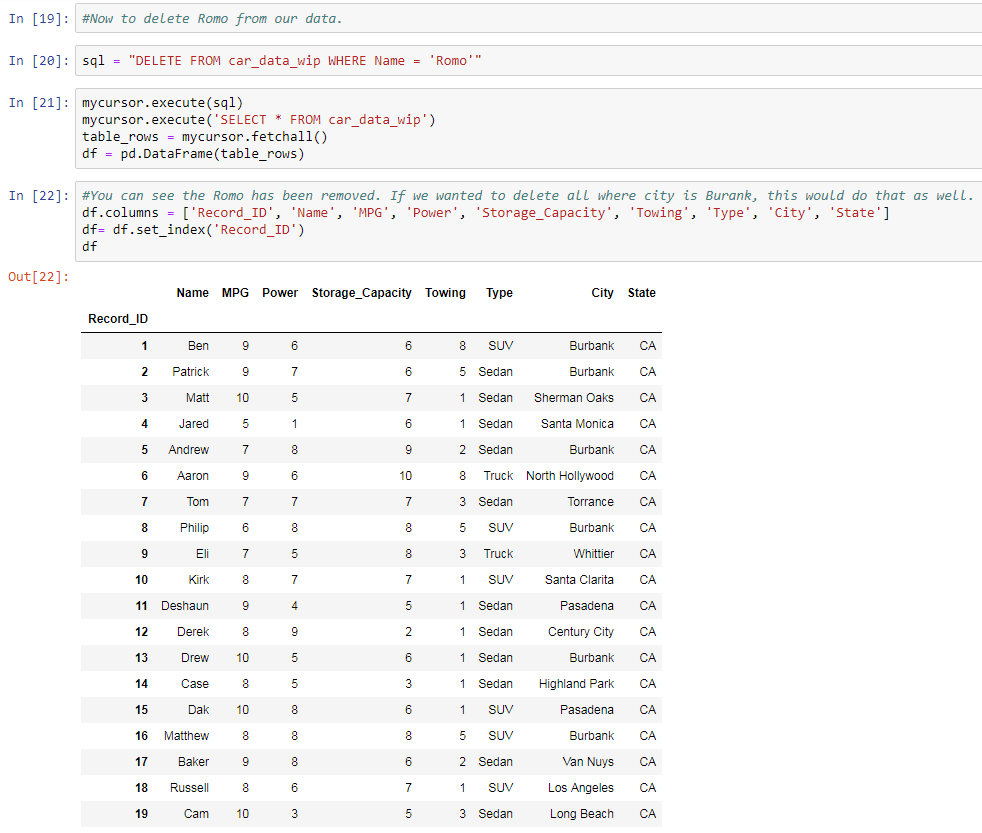 In [19]: #Now to delete Romo from our data.
In [20]: sql = "DELETE FROM car_data_wip WHERE Name = 'Romo'"
In [21]: mycursor.execute(sql)
mycursor.execute('SELECT * FROM car_data_wip')
table_rows = mycursor.fetchall()
df = pd.DataFrame(table_rows)
In [22]: #You can see the Romo has been removed. If we wanted to delete all where city is Burank, this would do that as well.
df.columns = ['Record_ID', 'Name', 'MPG', 'Power', 'Storage_Capacity', 'Towing', 'Type', 'City', 'State']
df= df.set_index('Record_ID')
df
Out[22]:
Name MPG Power Storage_Capacity Towing Type City State
Record_ID
1 Ben 9 6 6 8 SUV Burbank CA
2 Patrick 9 7 6 5 Sedan Burbank CA
3 Matt 10 5 7 1 Sedan Sherman Oaks CA
4 Jared 5 1 6 1 Sedan Santa Monica CA
5 Andrew 7 8 9 2 Sedan Burbank CA
6 Aaron 9 6 10 8 Truck North Hollywood CA
7 Tom 7 7 7 3 Sedan Torrance CA
8 Philip 6 8 8 5 SUV Burbank CA
9 Eli 7 5 8 3 Truck Whittier CA
10 Kirk 8 7 7 1 SUV Santa Clarita CA
11 Deshaun 9 4 5 1 Sedan Pasadena CA
12 Derek 8 9 2 1 Sedan Century City CA
13 Drew 10 5 6 1 Sedan Burbank CA
14 Case 8 5 3 1 Sedan Highland Park CA
15 Dak 10 8 6 1 SUV Pasadena CA
16 Matthew 8 8 8 5 SUV Burbank CA
17 Baker 9 8 6 2 Sedan Van Nuys CA
18 Russell 8 6 7 1 SUV Los Angeles CA
19 Cam 10 3 5 3 Sedan Long Beach CA